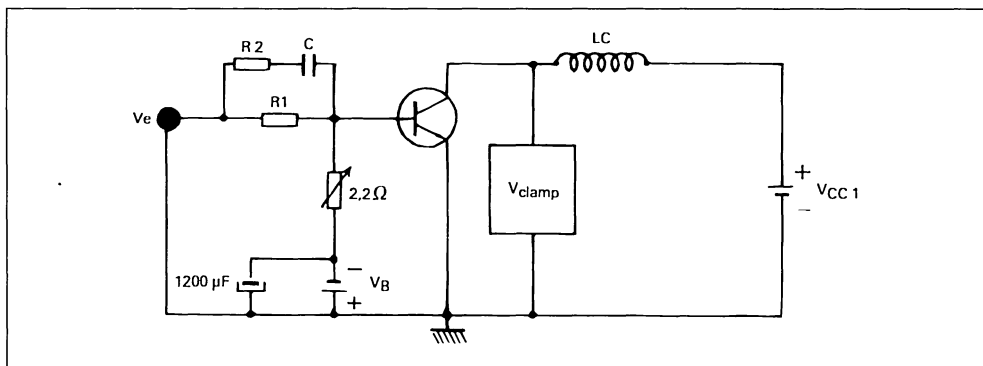 LC
R 2
C
R1
Ve
Vclamp
+
VCC 1
−
2,2Ω
1200 µF
−
VB
+